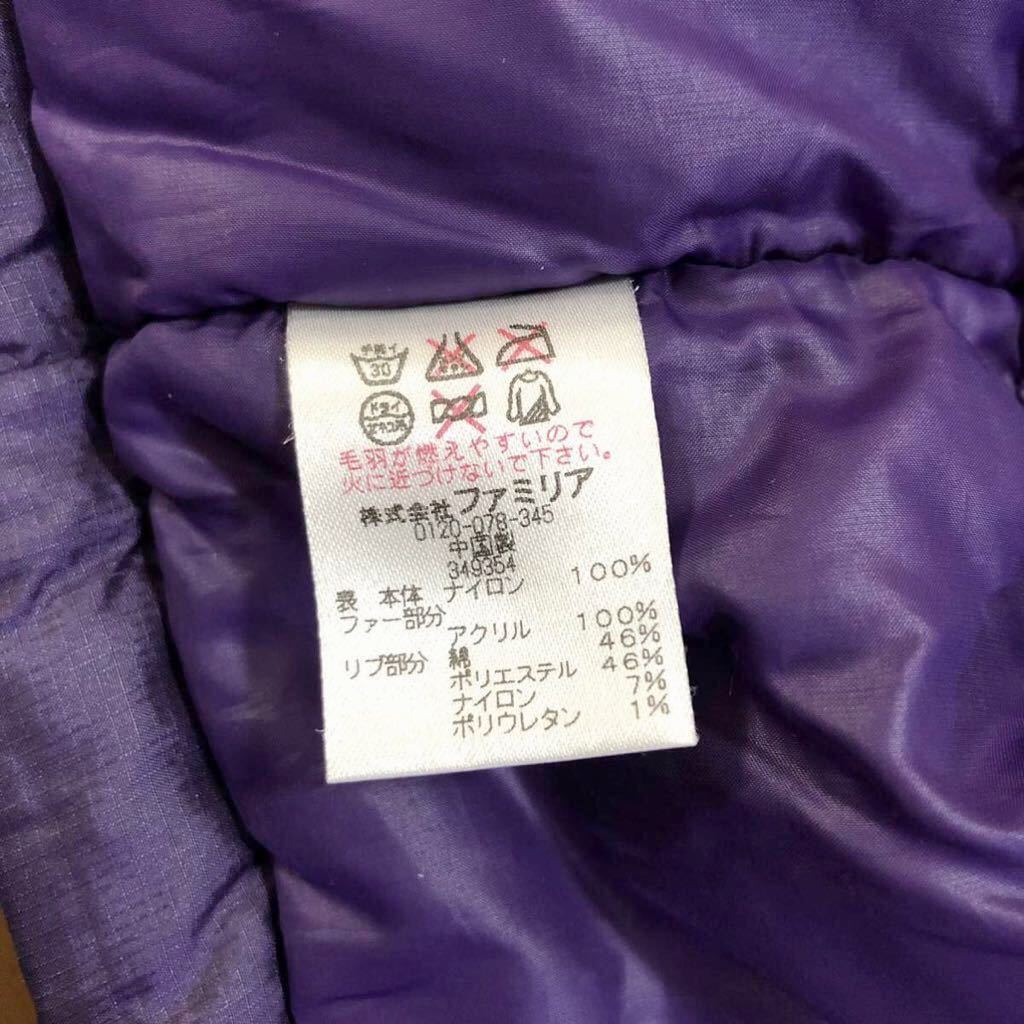 手洗イ
30
ドライ
セキユ系
毛羽が燃えやすいので
火に近づけないで下さい。
株式会社ファミリア
0120-078-345
中国製
349354
表 本体 ナイロン 100%
ファー部分
アクリル 100%
リブ部分 綿 46%
ポリエステル 46%
ナイロン 7%
ポリウレタン 1%